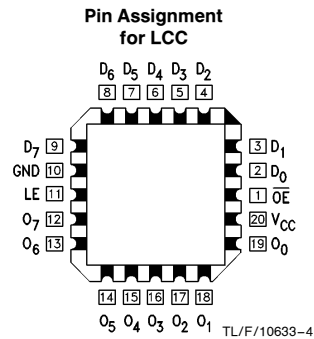 Pin Assignment
for LCC
D6 D5 D4 D3 D2
8 7 6 5 4
D7 9 3 D1
GND 10 2 D0
LE 11 1 O̅E̅
O7 12 20 VCC
O6 13 19 O0
14 15 16 17 18
O5 O4 O3 O2 O1
TL/F/10633–4